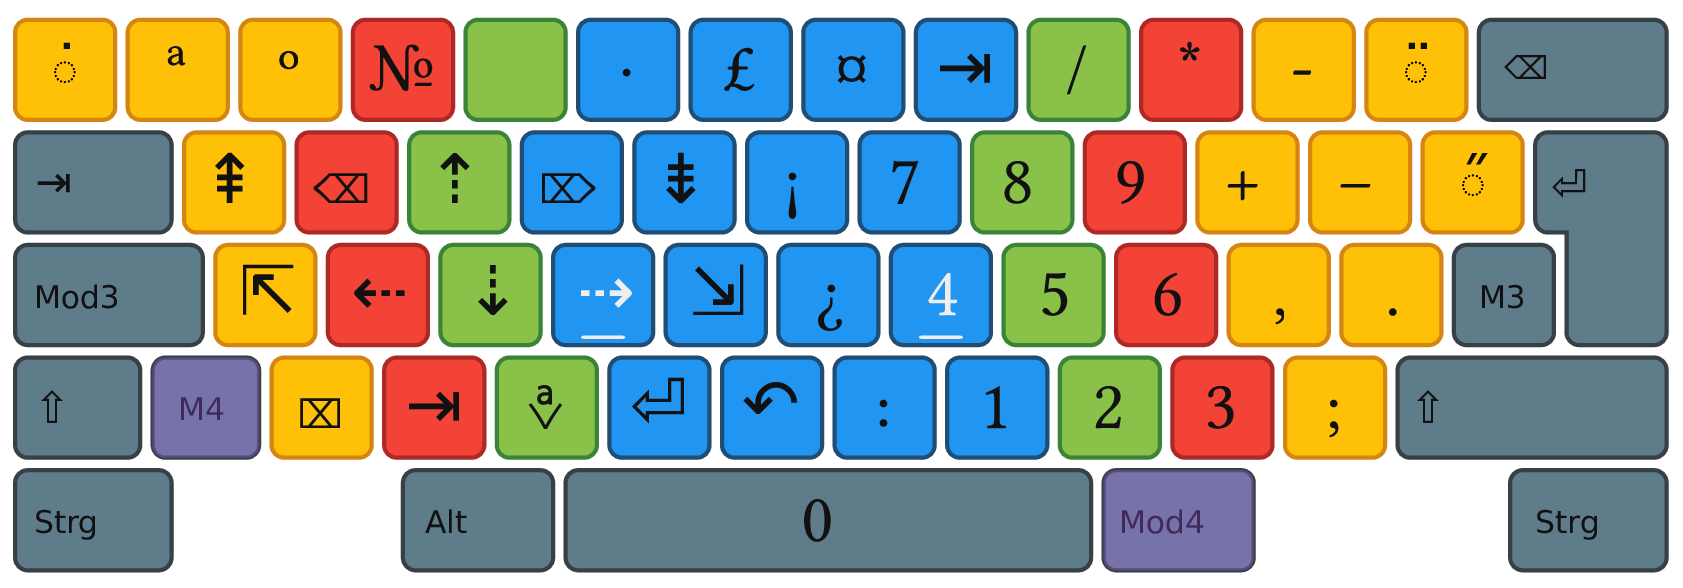 ◌̇ ª º № · £ ¤ ⇥ / * - ◌̈ ⌫
⇥ ⇞ ⌫ ⇡ ⌦ ⇟ ¡ 7 8 9 + − ◌̋ ⏎
Mod3 ⇱ ⇠ ⇣ ⇢ ⇲ ¿ 4 5 6 , . M3
⇧ M4 ⌧ ⇥ ⎀ ⏎ ↶ : 1 2 3 ; ⇧
Strg Alt 0 Mod4 Strg